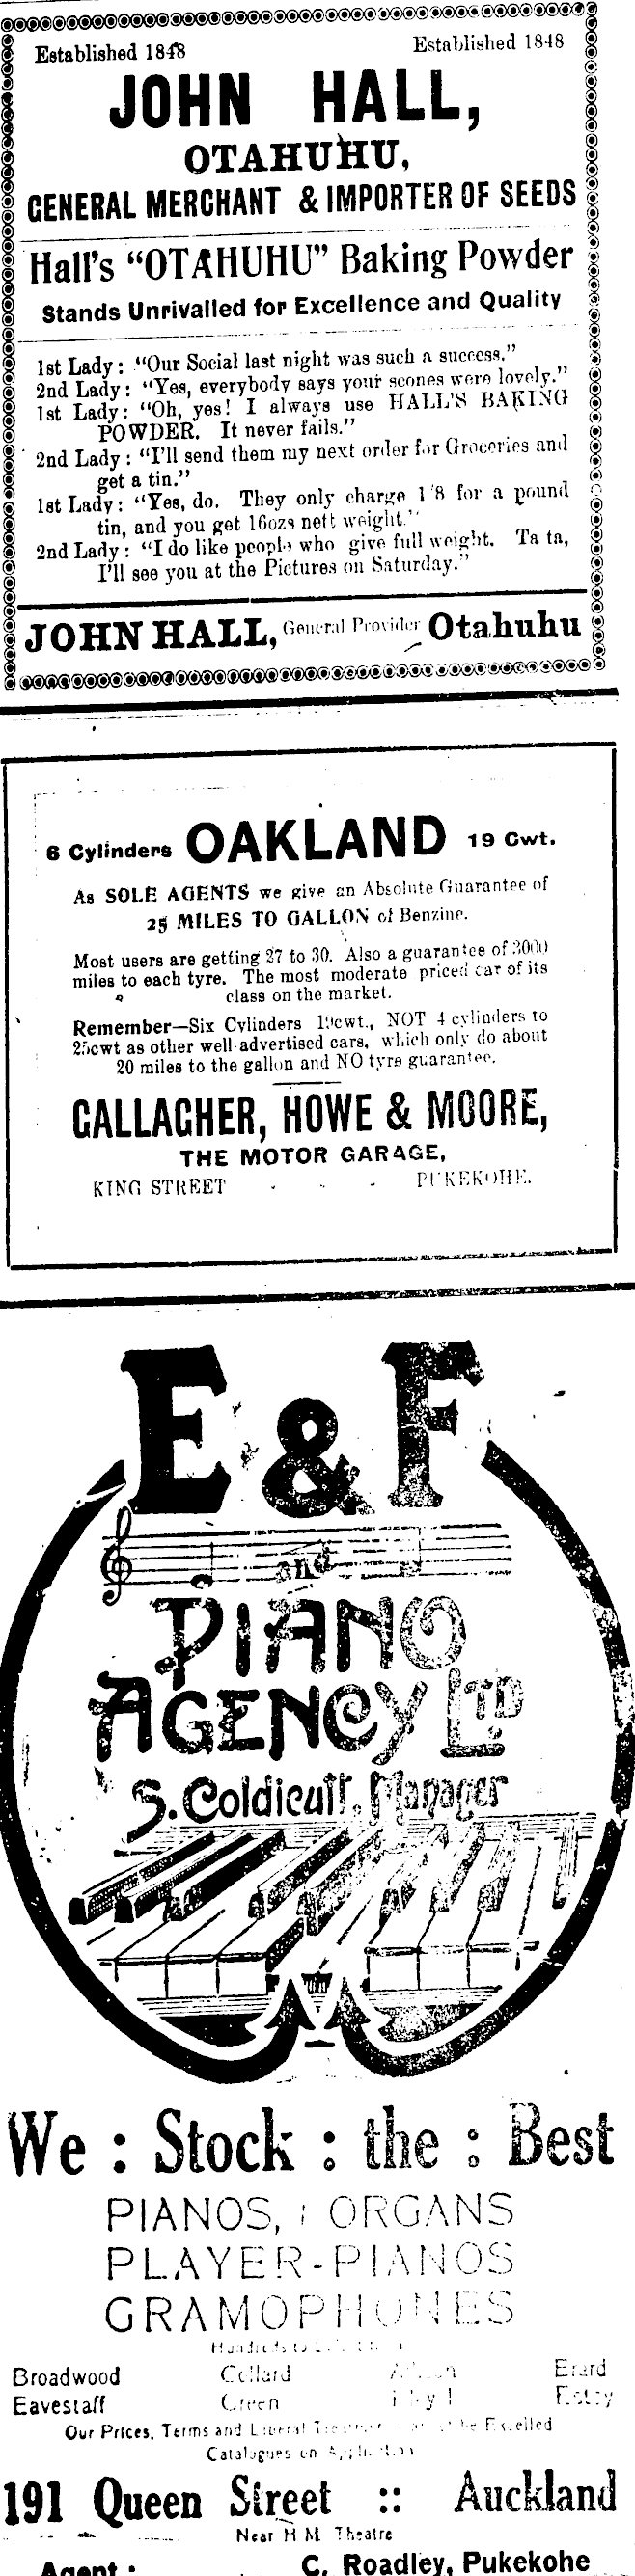 Established 1848 Established 1848
JOHN HALL,
OTAHUHU,
GENERAL MERCHANT & IMPORTER OF SEEDS
Hall's "OTAHUHU" Baking Powder
Stands Unrivalled for Excellence and Quality
1st Lady: "Our Social last night was such a success."
2nd Lady: "Yes, everybody says your scones were lovely."
1st Lady: "Oh, yes! I always use HALL'S BAKING
POWDER. It never fails."
2nd Lady: "I'll send them my next order for Groceries and
get a tin."
1st Lady: "Yes, do. They only charge 1/8 for a pound
tin, and you get 16ozs nett weight."
2nd Lady: "I do like people who give full weight. Ta ta,
I'll see you at the Pictures on Saturday."
JOHN HALL, General Provider Otahuhu
6 Cylinders OAKLAND 19 Cwt.
As SOLE AGENTS we give an Absolute Guarantee of
25 MILES TO GALLON of Benzine.
Most users are getting 27 to 30. Also a guarantee of 3000
miles to each tyre. The most moderate priced car of its
class on the market.
Remember—Six Cylinders 19cwt., NOT 4 cylinders to
25cwt as other well advertised cars, which only do about
20 miles to the gallon and NO tyre guarantee.
GALLAGHER, HOWE & MOORE,
THE MOTOR GARAGE,
KING STREET - - - PUKEKOHE.
E & F
and
PIANO
AGENCY LTD
S. Coldicutt, Manager
We : Stock : the : Best
PIANOS, ORGANS
PLAYER-PIANOS
GRAMOPHONES
Hundreds to
Broadwood Collard Erard
Eavestaff Green Estey
Our Prices, Terms and Liberal be Excelled
Catalogues on Application
191 Queen Street :: Auckland
Near H M Theatre
Agent: C. Roadley, Pukekohe